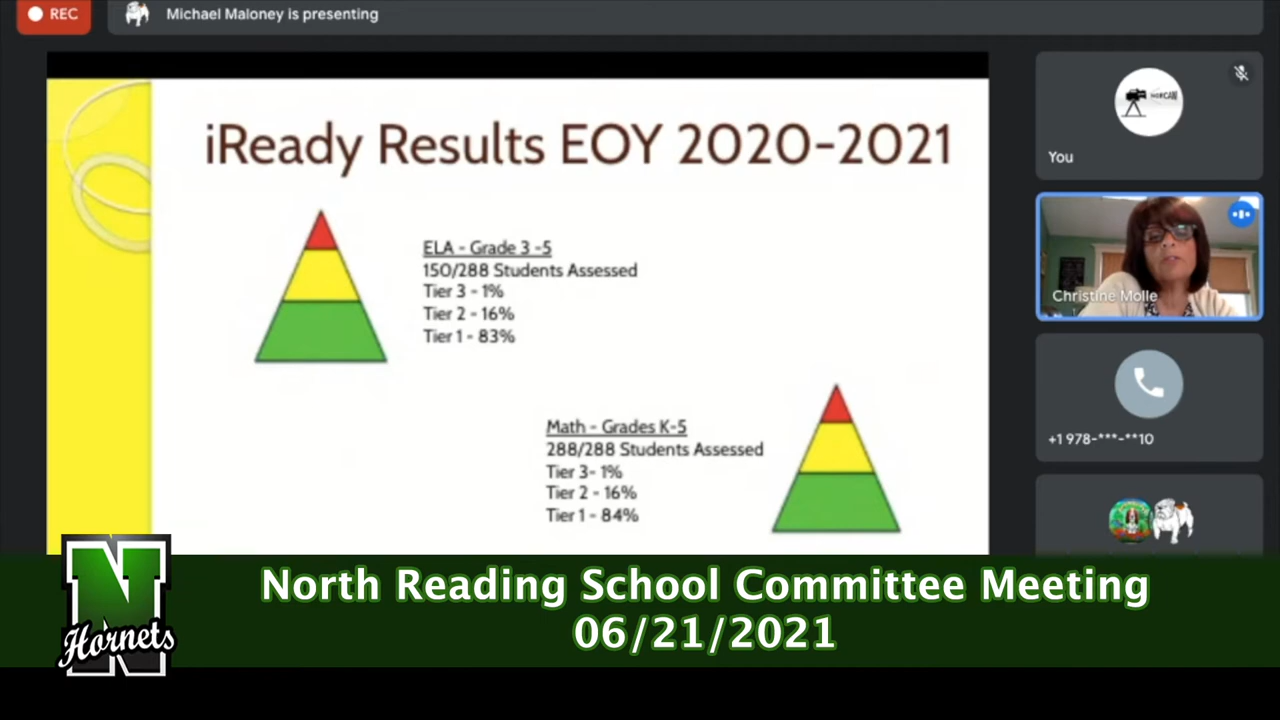 REC
Michael Maloney is presenting
iReady Results EOY 2020-2021
ELA - Grade 3 -5
150/288 Students Assessed
Tier 3 - 1%
Tier 2 - 16%
Tier 1 - 83%
Math - Grades K-5
288/288 Students Assessed
Tier 3- 1%
Tier 2 - 16%
Tier 1 - 84%
NORCAM
You
Christine Molle
+1 978-***-**10
N
Hornets
North Reading School Committee Meeting
06/21/2021